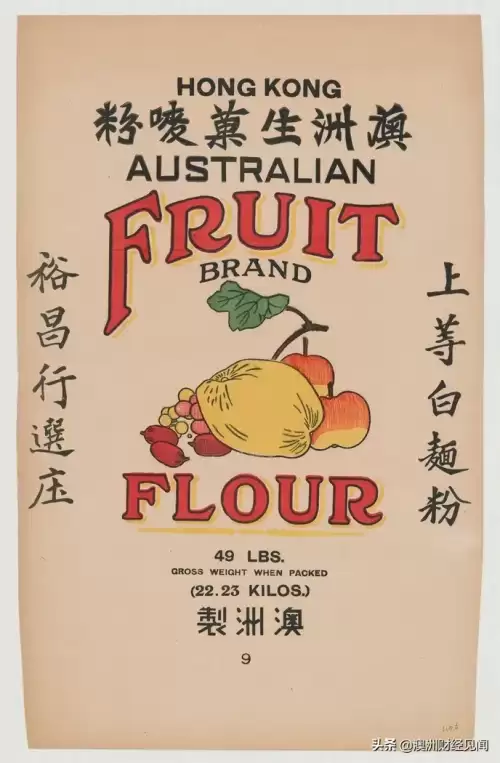 HONG KONG
澳洲生菓嘜粉
AUSTRALIAN
FRUIT
BRAND
上等白麵粉
裕昌行選庄
FLOUR
49 LBS.
GROSS WEIGHT WHEN PACKED
(22.23 KILOS.)
澳洲製
9
头条 @澳洲财经见闻